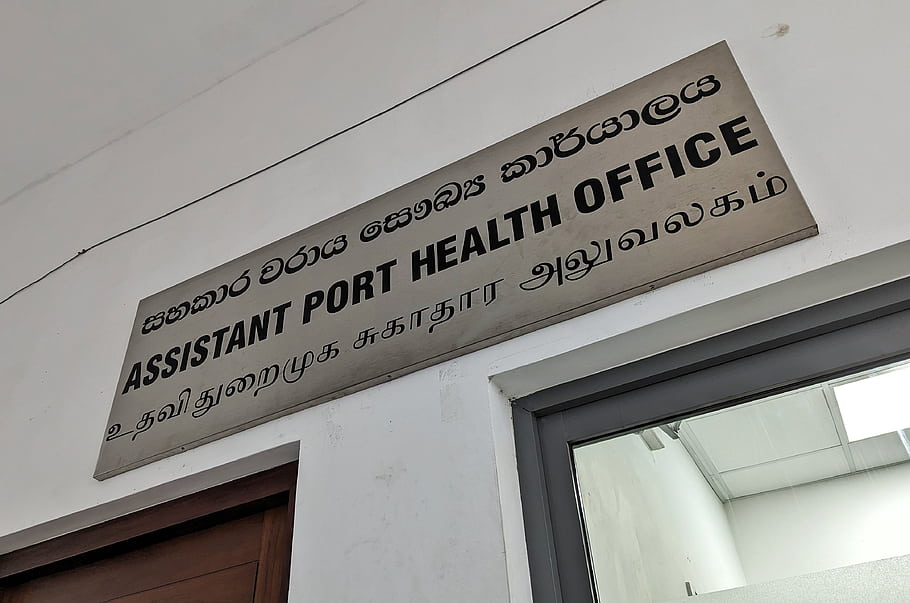 සහකාර වරාය සෞඛ්‍ය කාර්යාලය
ASSISTANT PORT HEALTH OFFICE
உதவி துறைமுக சுகாதார அலுவலகம்